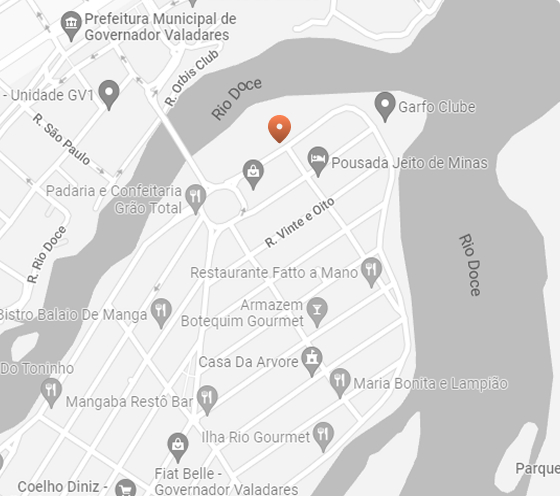 Prefeitura Municipal de
Governador Valadares
R. Orbis Club
- Unidade GV1
Rio Doce
Garfo Clube
R. São Paulo
Pousada Jeito de Minas
Padaria e Confeitaria
Grão Total
R. Vinte e Oito
R. Rio Doce
Rio Doce
Restaurante Fatto a Mano
Bistro Balaio De Manga
Armazem
Botequim Gourmet
Do Toninho
Casa Da Arvore
Maria Bonita e Lampião
Mangaba Restô Bar
Ilha Rio Gourmet
Fiat Belle -
Governador Valadares
Coelho Diniz -
Parque